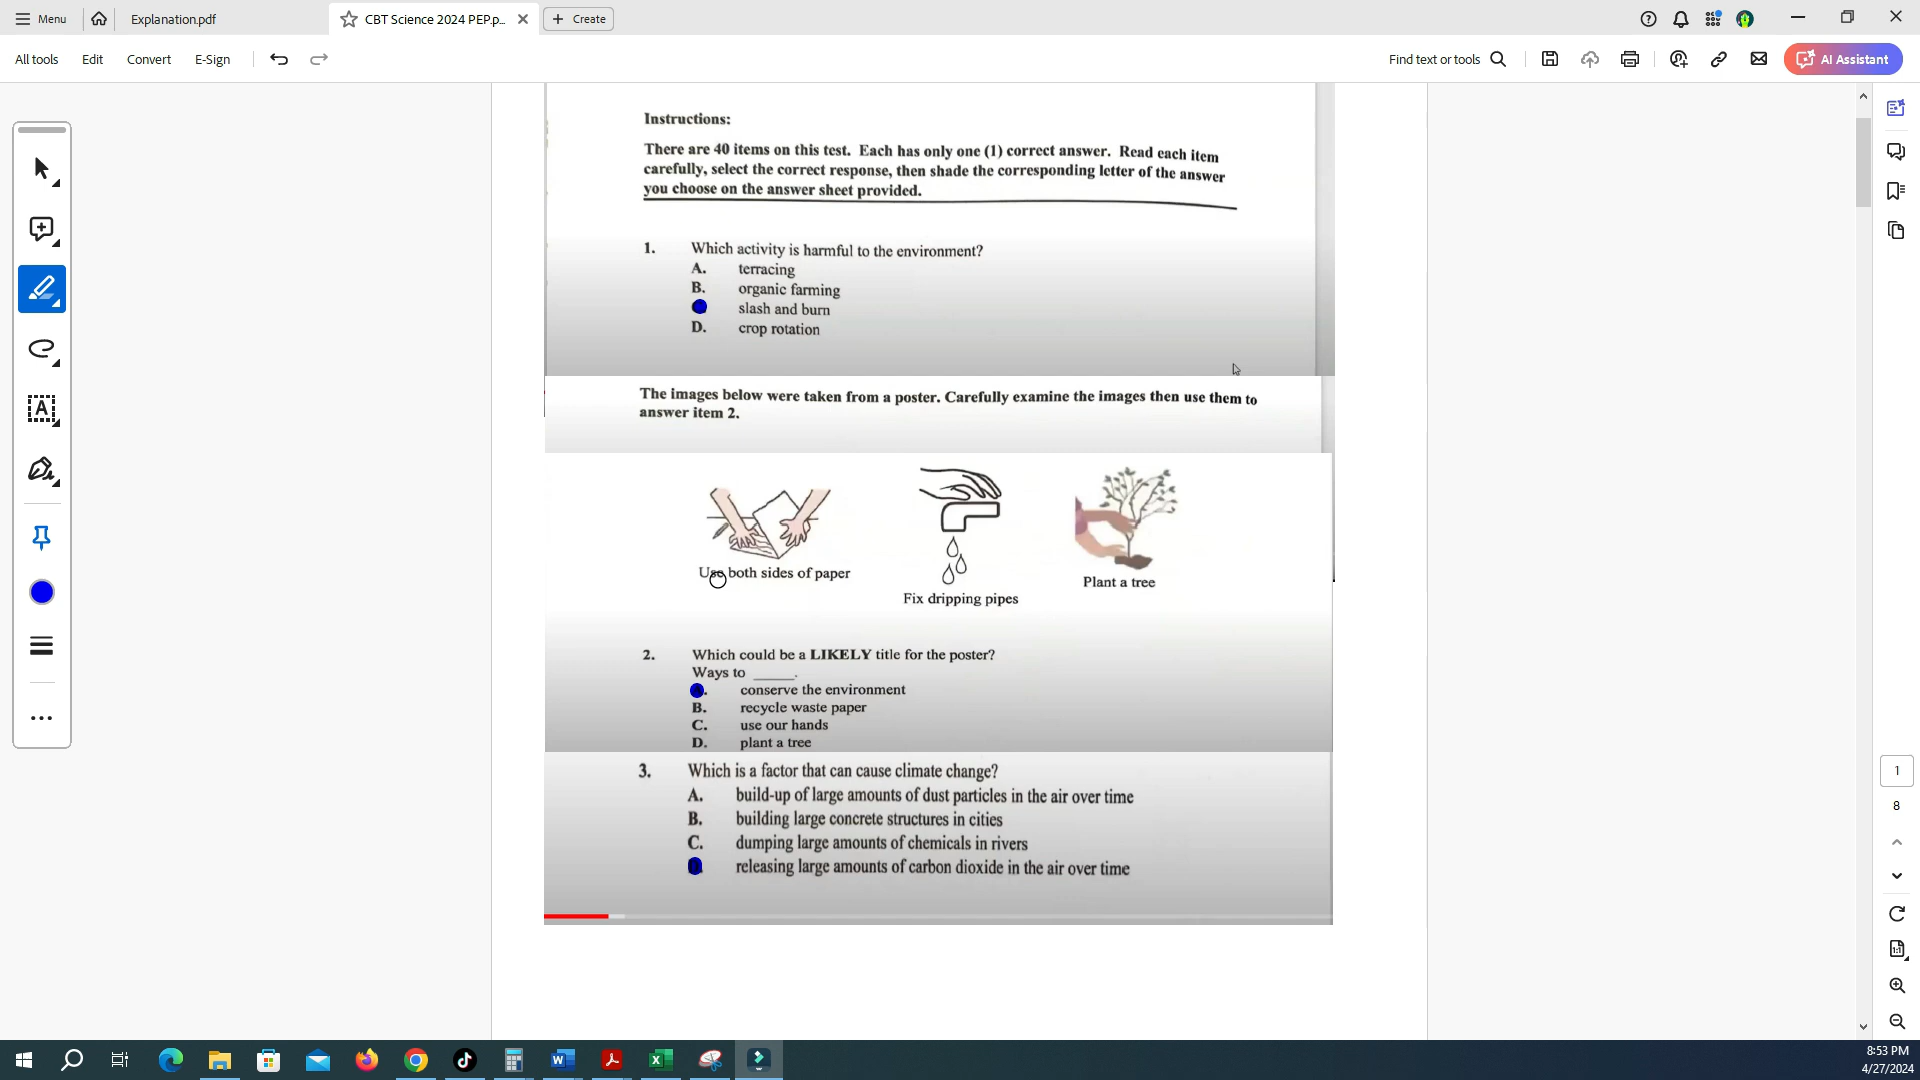 Menu
Explanation.pdf
CBT Science 2024 PEP.p...
Create
All tools
Edit
Convert
E-Sign
Find text or tools
AI Assistant
Instructions:
There are 40 items on this test. Each has only one (1) correct answer. Read each item
carefully, select the correct response, then shade the corresponding letter of the answer
you choose on the answer sheet provided.
1. Which activity is harmful to the environment?
A. terracing
B. organic farming
slash and burn
D. crop rotation
The images below were taken from a poster. Carefully examine the images then use them to
answer item 2.
Use both sides of paper
Fix dripping pipes
Plant a tree
2. Which could be a LIKELY title for the poster?
Ways to _____.
A. conserve the environment
B. recycle waste paper
C. use our hands
D. plant a tree
3. Which is a factor that can cause climate change?
A. build-up of large amounts of dust particles in the air over time
B. building large concrete structures in cities
C. dumping large amounts of chemicals in rivers
releasing large amounts of carbon dioxide in the air over time
1
8
8:53 PM
4/27/2024